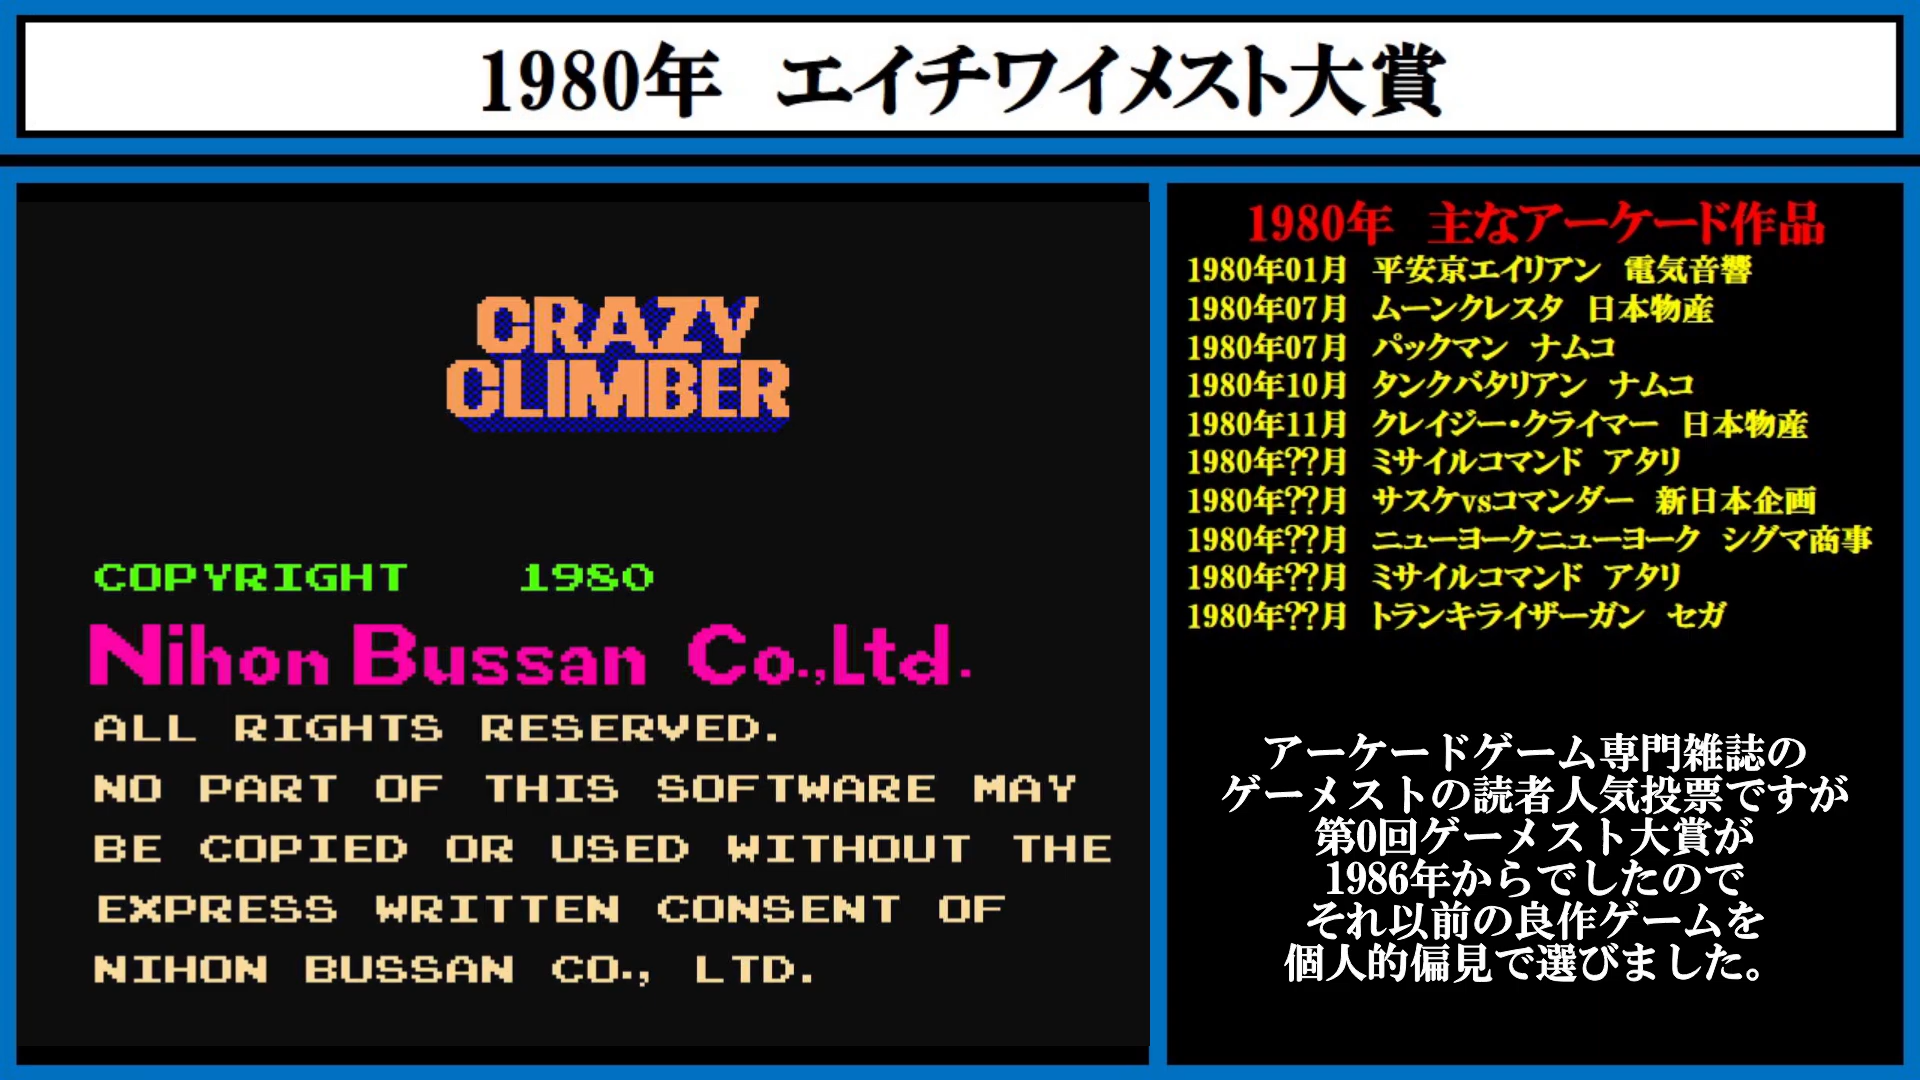 1980年　エイチワイメスト大賞
CRAZY
CLIMBER
COPYRIGHT 1980
Nihon Bussan Co.,Ltd.
ALL RIGHTS RESERVED.
NO PART OF THIS SOFTWARE MAY
BE COPIED OR USED WITHOUT THE
EXPRESS WRITTEN CONSENT OF
NIHON BUSSAN CO., LTD.
1980年　主なアーケード作品
1980年01月　平安京エイリアン　電気音響
1980年07月　ムーンクレスタ　日本物産
1980年07月　パックマン　ナムコ
1980年10月　タンクバタリアン　ナムコ
1980年11月　クレイジー・クライマー　日本物産
1980年??月　ミサイルコマンド　アタリ
1980年??月　サスケvsコマンダー　新日本企画
1980年??月　ニューヨークニューヨーク　シグマ商事
1980年??月　ミサイルコマンド　アタリ
1980年??月　トランキライザーガン　セガ
アーケードゲーム専門雑誌の
ゲーメストの読者人気投票ですが
第0回ゲーメスト大賞が
1986年からでしたので
それ以前の良作ゲームを
個人的偏見で選びました。